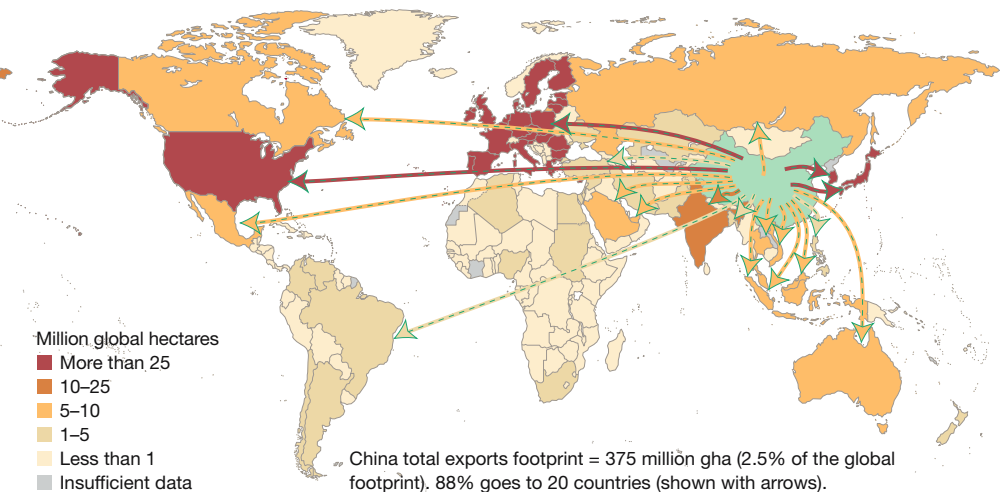 Million global hectares
More than 25
10–25
5–10
1–5
Less than 1
Insufficient data
China total exports footprint = 375 million gha (2.5% of the global
footprint). 88% goes to 20 countries (shown with arrows).